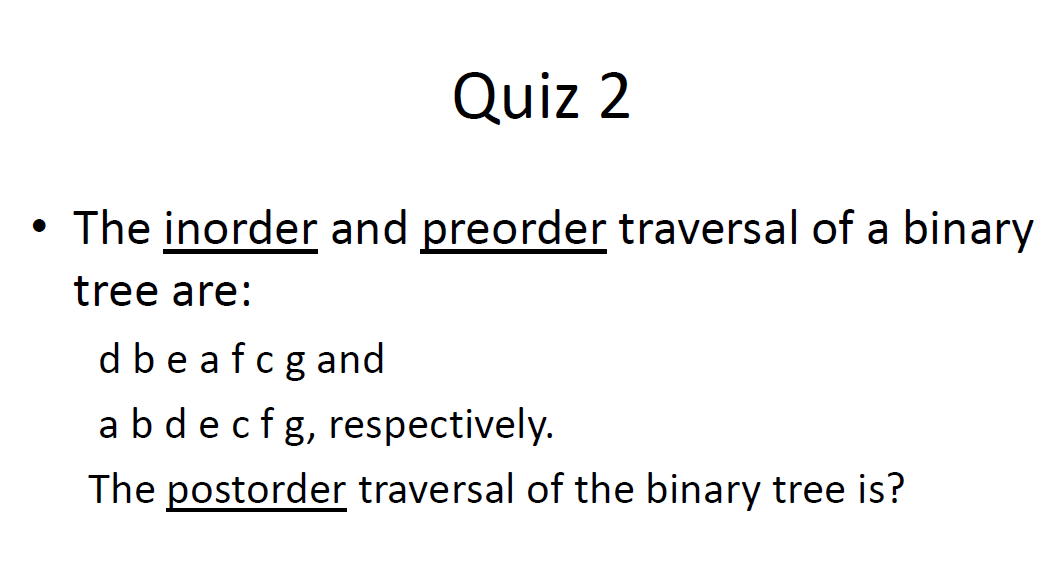 Quiz 2
• The inorder and preorder traversal of a binary
tree are:
d b e a f c g and
a b d e c f g, respectively.
The postorder traversal of the binary tree is?